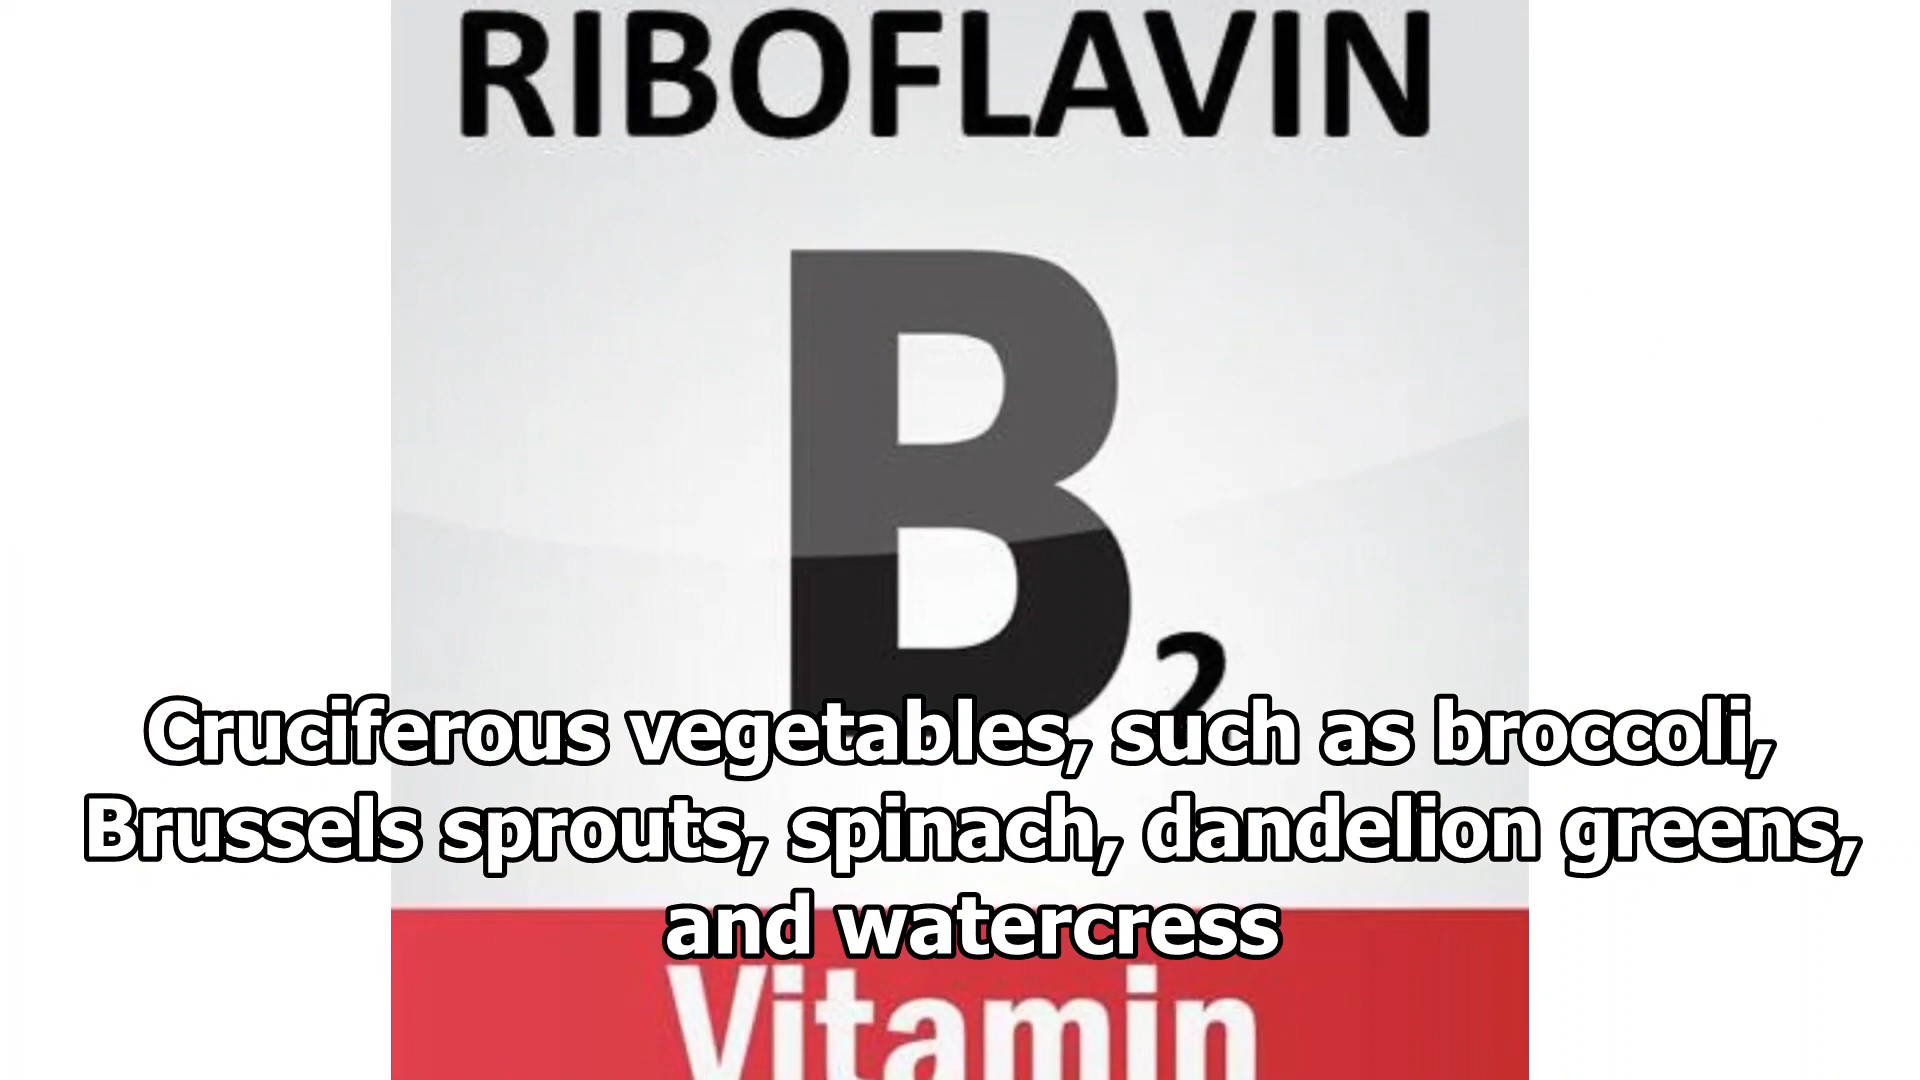 RIBOFLAVIN
B2
Cruciferous vegetables, such as broccoli,
Brussels sprouts, spinach, dandelion greens,
and watercress
Vitamin